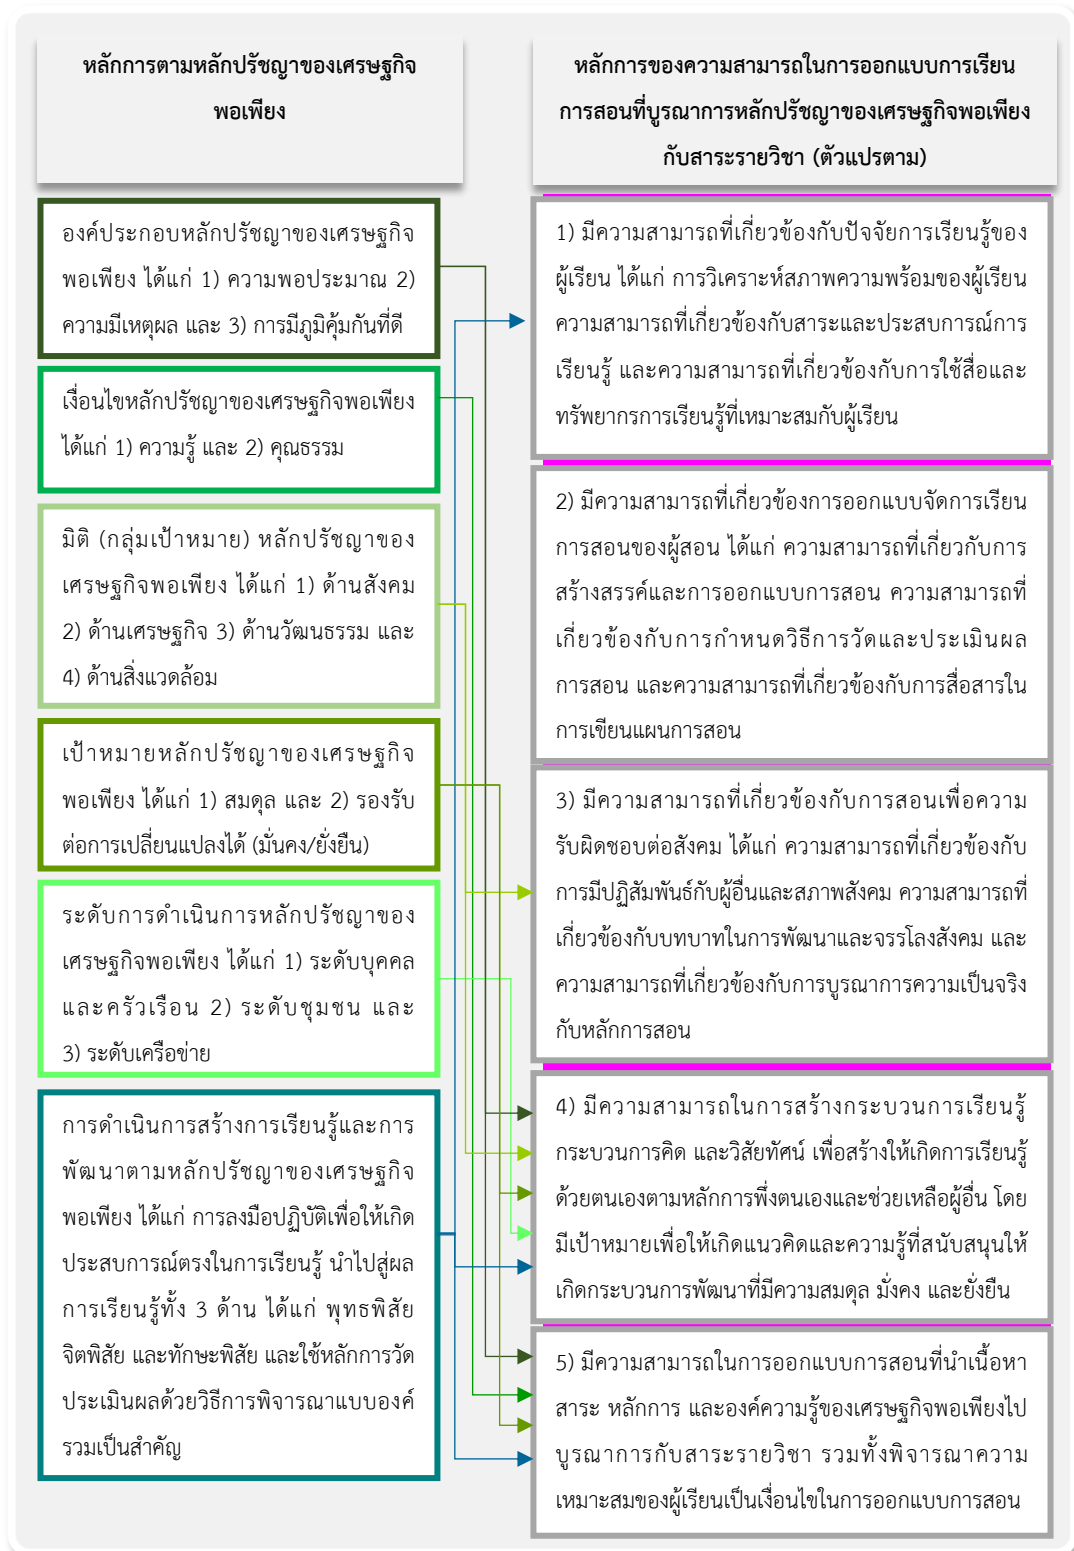 หลักการตามหลักปรัชญาของเศรษฐกิจ
พอเพียง
องค์ประกอบหลักปรัชญาของเศรษฐกิจ
พอเพียง ได้แก่ 1) ความพอประมาณ 2)
ความมีเหตุผล และ 3) การมีภูมิคุ้มกันที่ดี
เงื่อนไขหลักปรัชญาของเศรษฐกิจพอเพียง
ได้แก่ 1) ความรู้ และ 2) คุณธรรม
มิติ (กลุ่มเป้าหมาย) หลักปรัชญาของ
เศรษฐกิจพอเพียง ได้แก่ 1) ด้านสังคม
2) ด้านเศรษฐกิจ 3) ด้านวัฒนธรรม และ
4) ด้านสิ่งแวดล้อม
เป้าหมายหลักปรัชญาของเศรษฐกิจ
พอเพียง ได้แก่ 1) สมดุล และ 2) รองรับ
ต่อการเปลี่ยนแปลงได้ (มั่นคง/ยั่งยืน)
ระดับการดำเนินการหลักปรัชญาของ
เศรษฐกิจพอเพียง ได้แก่ 1) ระดับบุคคล
และครัวเรือน 2) ระดับชุมชน และ
3) ระดับเครือข่าย
การดำเนินการสร้างการเรียนรู้และการ
พัฒนาตามหลักปรัชญาของเศรษฐกิจ
พอเพียง ได้แก่ การลงมือปฏิบัติเพื่อให้เกิด
ประสบการณ์ตรงในการเรียนรู้ นำไปสู่ผล
การเรียนรู้ทั้ง 3 ด้าน ได้แก่ พุทธพิสัย
จิตพิสัย และทักษะพิสัย และใช้หลักการวัด
ประเมินผลด้วยวิธีการพิจารณาแบบองค์
รวมเป็นสำคัญ
หลักการของความสามารถในการออกแบบการเรียน
การสอนที่บูรณาการหลักปรัชญาของเศรษฐกิจพอเพียง
กับสาระรายวิชา (ตัวแปรตาม)
1) มีความสามารถที่เกี่ยวข้องกับปัจจัยการเรียนรู้ของ
ผู้เรียน ได้แก่ การวิเคราะห์สภาพความพร้อมของผู้เรียน
ความสามารถที่เกี่ยวข้องกับสาระและประสบการณ์การ
เรียนรู้ และความสามารถที่เกี่ยวข้องกับการใช้สื่อและ
ทรัพยากรการเรียนรู้ที่เหมาะสมกับผู้เรียน
2) มีความสามารถที่เกี่ยวข้องการออกแบบจัดการเรียน
การสอนของผู้สอน ได้แก่ ความสามารถที่เกี่ยวกับการ
สร้างสรรค์และการออกแบบการสอน ความสามารถที่
เกี่ยวข้องกับการกำหนดวิธีการวัดและประเมินผล
การสอน และความสามารถที่เกี่ยวข้องกับการสื่อสารใน
การเขียนแผนการสอน
3) มีความสามารถที่เกี่ยวข้องกับการสอนเพื่อความ
รับผิดชอบต่อสังคม ได้แก่ ความสามารถที่เกี่ยวข้องกับ
การมีปฏิสัมพันธ์กับผู้อื่นและสภาพสังคม ความสามารถที่
เกี่ยวข้องกับบทบาทในการพัฒนาและจรรโลงสังคม และ
ความสามารถที่เกี่ยวข้องกับการบูรณาการความเป็นจริง
กับหลักการสอน
4) มีความสามารถในการสร้างกระบวนการเรียนรู้
กระบวนการคิด และวิสัยทัศน์ เพื่อสร้างให้เกิดการเรียนรู้
ด้วยตนเองตามหลักการพึ่งตนเองและช่วยเหลือผู้อื่น โดย
มีเป้าหมายเพื่อให้เกิดแนวคิดและความรู้ที่สนับสนุนให้
เกิดกระบวนการพัฒนาที่มีความสมดุล มั่งคง และยั่งยืน
5) มีความสามารถในการออกแบบการสอนที่นำเนื้อหา
สาระ หลักการ และองค์ความรู้ของเศรษฐกิจพอเพียงไป
บูรณาการกับสาระรายวิชา รวมทั้งพิจารณาความ
เหมาะสมของผู้เรียนเป็นเงื่อนไขในการออกแบบการสอน